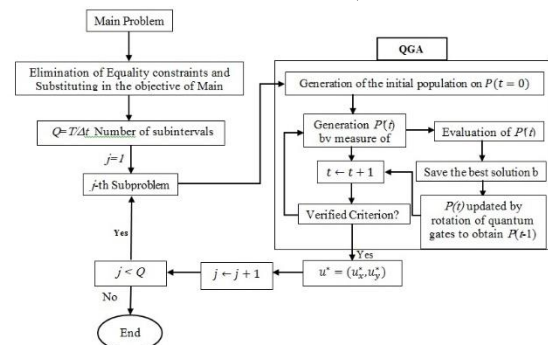 Main Problem
Elimination of Equality constraints and
Substituting in the objective of Main
Q=T/Δt Number of subintervals
j=1
j-th Subproblem
Yes
j < Q
No
End
j ← j + 1
u* = (u*x, u*y)
Yes
QGA
Generation of the initial population on P(t = 0)
Generation P(t)
by measure of
Evaluation of P(t)
Save the best solution b
t ← t + 1
P(t) updated by
rotation of quantum
gates to obtain P(t-1)
Verified Criterion?